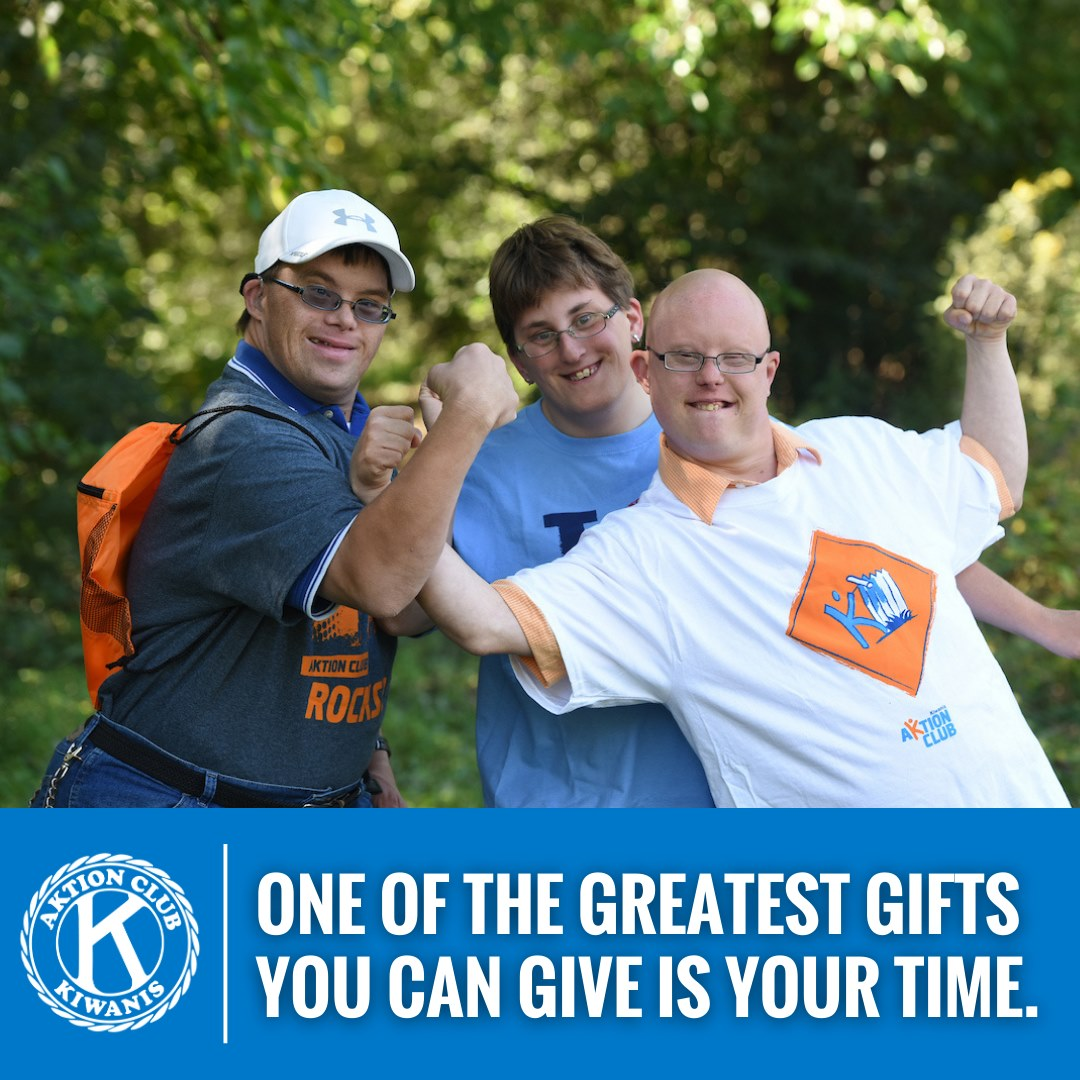 AKTION CLUB
ROCKS!
Ki
AKTION
CLUB
AKTION CLUB
K
KIWANIS
ONE OF THE GREATEST GIFTS
YOU CAN GIVE IS YOUR TIME.